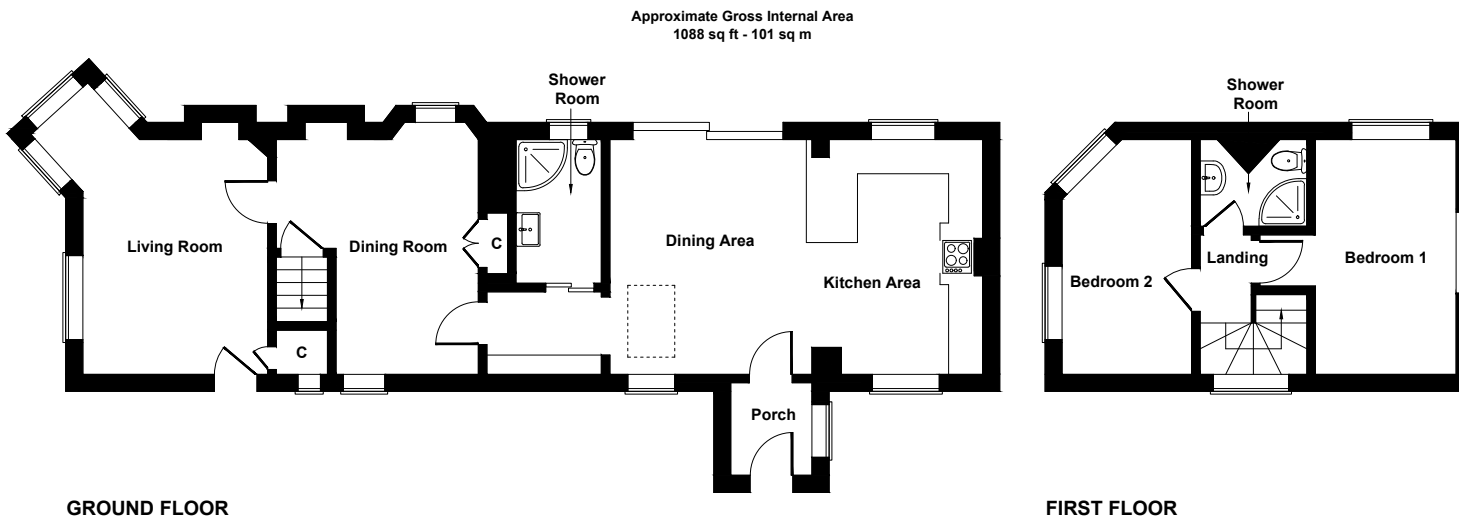 Approximate Gross Internal Area
1088 sq ft - 101 sq m
Shower
Room
Living Room
Dining Room
C
C
Dining Area
Kitchen Area
Porch
GROUND FLOOR
Shower
Room
Bedroom 2
Landing
Bedroom 1
FIRST FLOOR